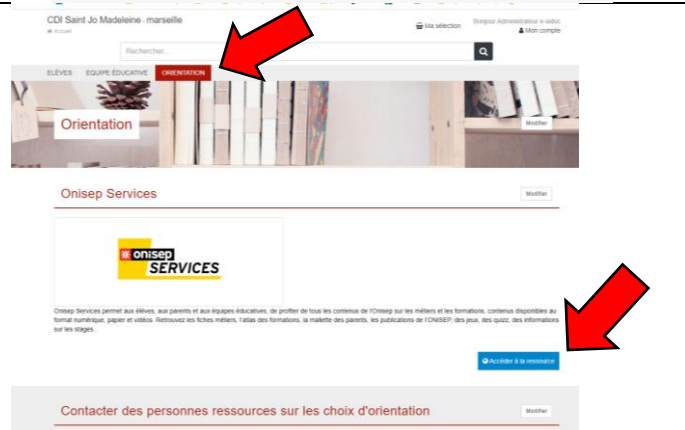 CDI Saint Jo Madeleine - marseille
Accueil
Ma sélection
Bonjour Administrateur e-sidoc
Mon compte
Rechercher...
ELÈVES EQUIPE ÉDUCATIVE ORIENTATION
Orientation
Modifier
Onisep Services
Modifier
onisep
SERVICES
Onisep Services permet aux élèves, aux parents et aux équipes éducatives, de profiter de tous les contenus de l'Onisep sur les métiers et les formations, contenus disponibles au
format numérique, papier et vidéos. Retrouvez les fiches métiers, l'atlas des formations, la mallette des parents, les publications de l'ONISEP, des jeux, des quizz, des informations
sur les stages...
Accéder à la ressource
Contacter des personnes ressources sur les choix d'orientation
Modifier